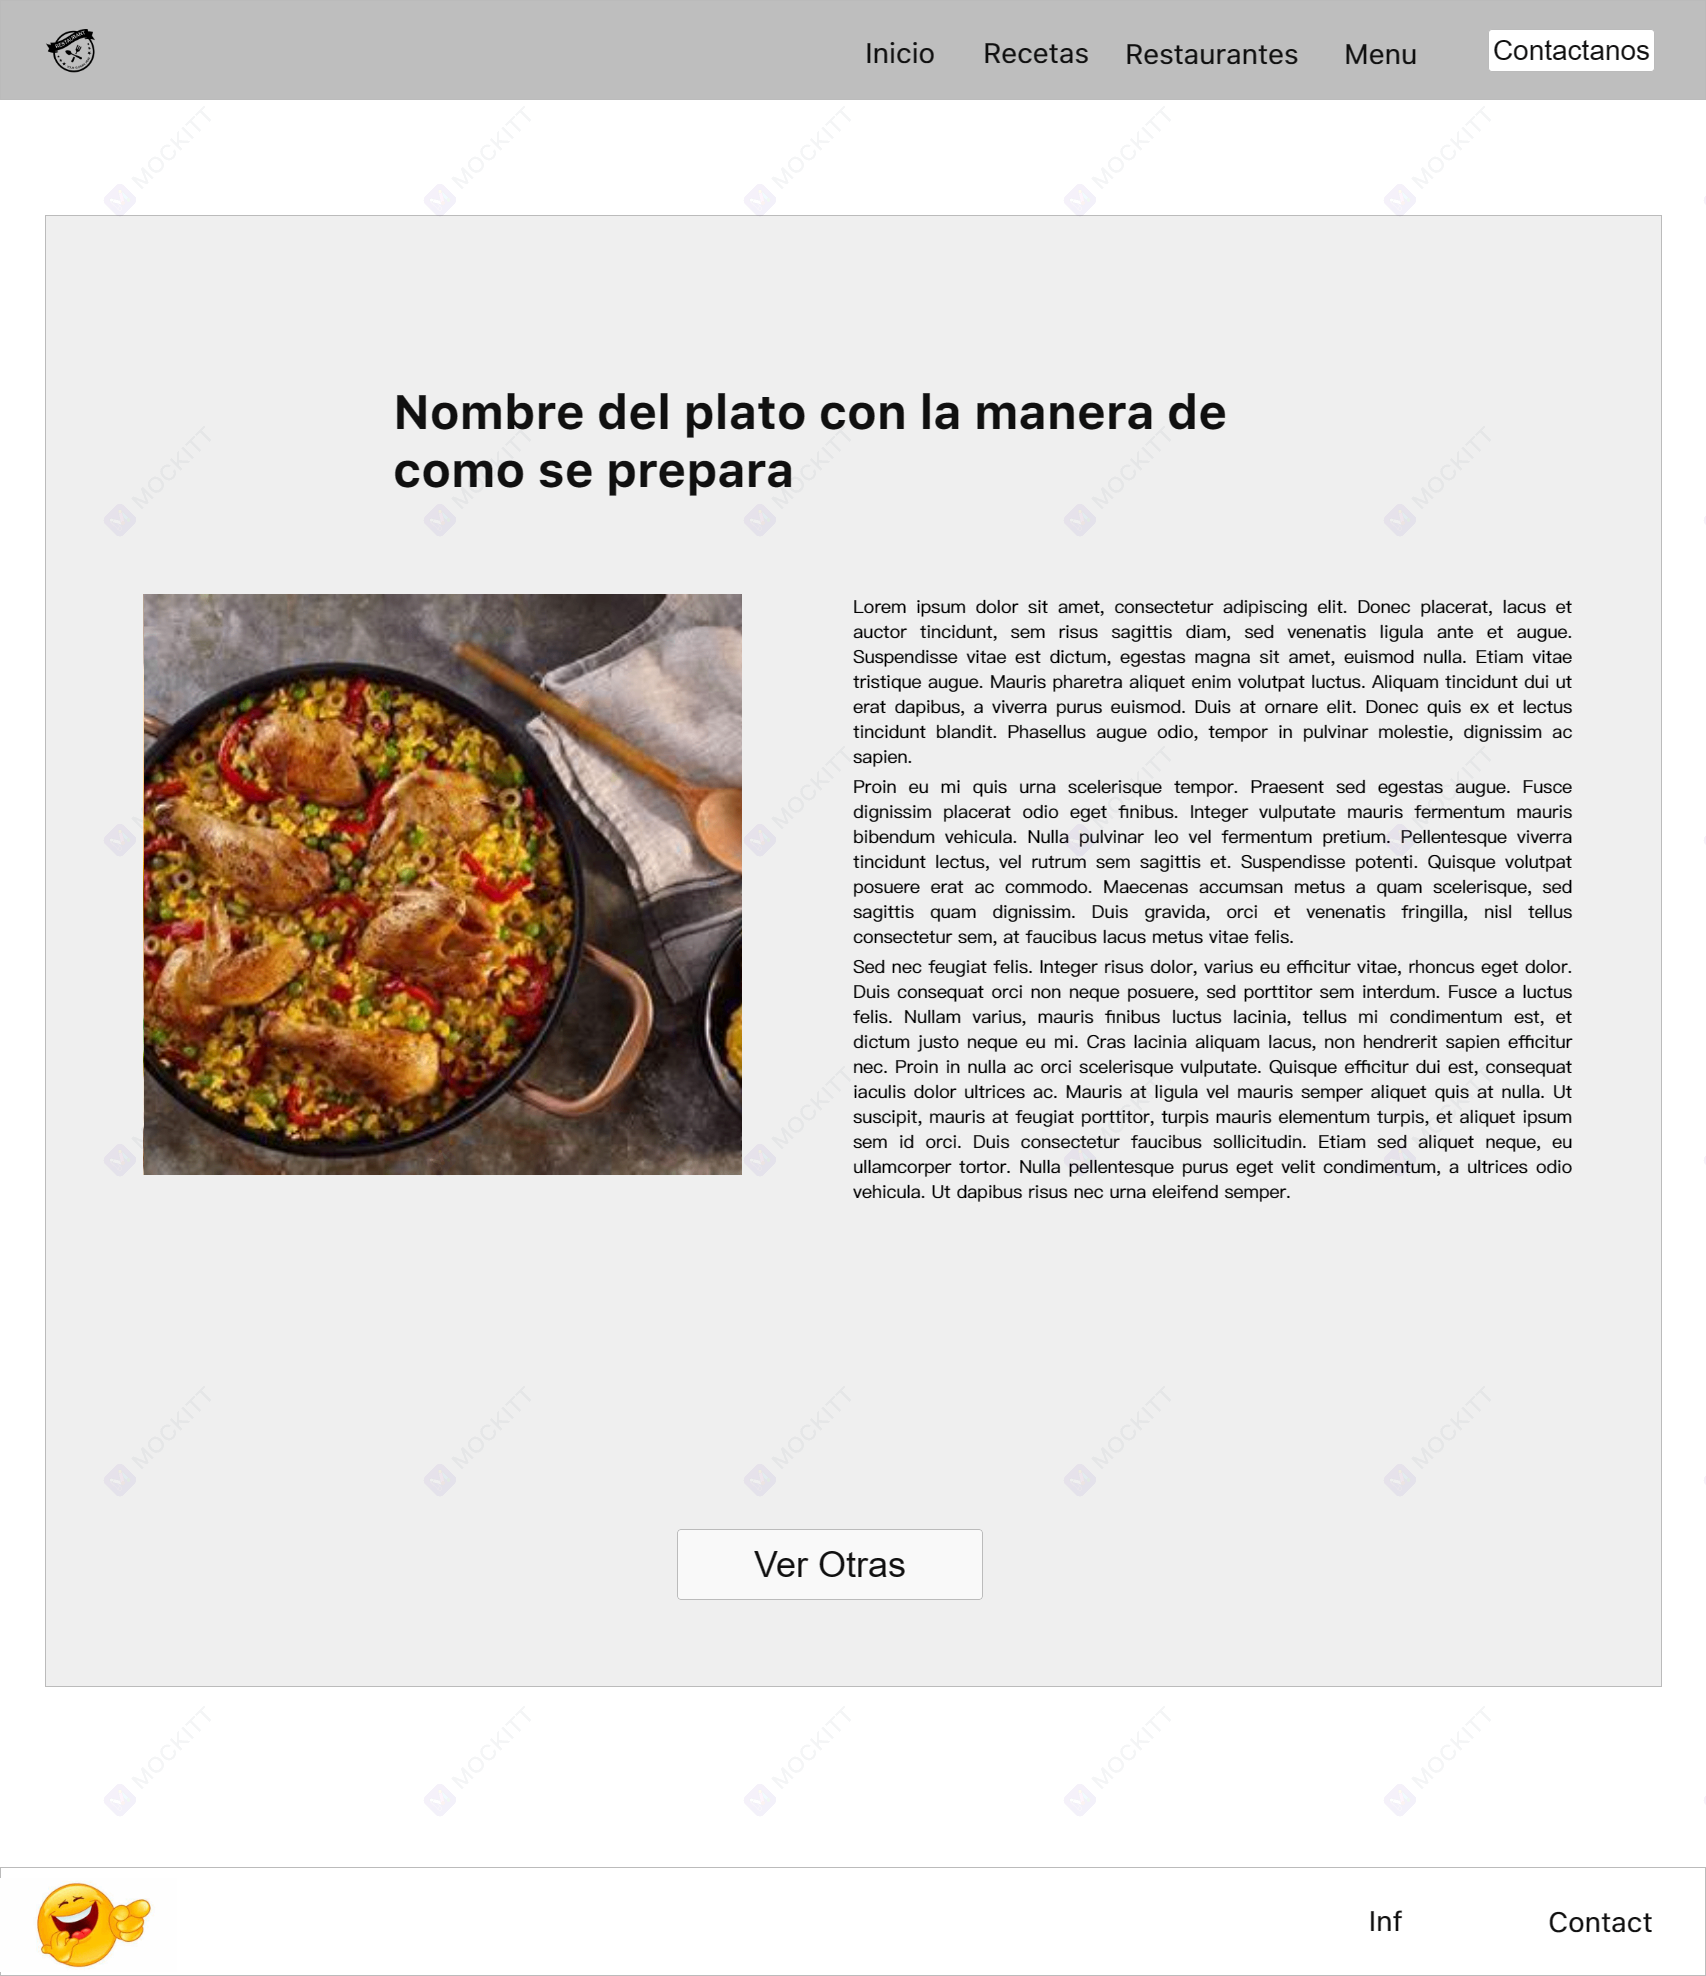 RESTAURANT
Inicio
Recetas
Restaurantes
Menu
Contactanos
Nombre del plato con la manera de
como se prepara
Lorem ipsum dolor sit amet, consectetur adipiscing elit. Donec placerat, lacus et
auctor tincidunt, sem risus sagittis diam, sed venenatis ligula ante et augue.
Suspendisse vitae est dictum, egestas magna sit amet, euismod nulla. Etiam vitae
tristique augue. Mauris pharetra aliquet enim volutpat luctus. Aliquam tincidunt dui ut
erat dapibus, a viverra purus euismod. Duis at ornare elit. Donec quis ex et lectus
tincidunt blandit. Phasellus augue odio, tempor in pulvinar molestie, dignissim ac
sapien.
Proin eu mi quis urna scelerisque tempor. Praesent sed egestas augue. Fusce
dignissim placerat odio eget finibus. Integer vulputate mauris fermentum mauris
bibendum vehicula. Nulla pulvinar leo vel fermentum pretium. Pellentesque viverra
tincidunt lectus, vel rutrum sem sagittis et. Suspendisse potenti. Quisque volutpat
posuere erat ac commodo. Maecenas accumsan metus a quam scelerisque, sed
sagittis quam dignissim. Duis gravida, orci et venenatis fringilla, nisl tellus
consectetur sem, at faucibus lacus metus vitae felis.
Sed nec feugiat felis. Integer risus dolor, varius eu efficitur vitae, rhoncus eget dolor.
Duis consequat orci non neque posuere, sed porttitor sem interdum. Fusce a luctus
felis. Nullam varius, mauris finibus luctus lacinia, tellus mi condimentum est, et
dictum justo neque eu mi. Cras lacinia aliquam lacus, non hendrerit sapien efficitur
nec. Proin in nulla ac orci scelerisque vulputate. Quisque efficitur dui est, consequat
iaculis dolor ultrices ac. Mauris at ligula vel mauris semper aliquet quis at nulla. Ut
suscipit, mauris at feugiat porttitor, turpis mauris elementum turpis, et aliquet ipsum
sem id orci. Duis consectetur faucibus sollicitudin. Etiam sed aliquet neque, eu
ullamcorper tortor. Nulla pellentesque purus eget velit condimentum, a ultrices odio
vehicula. Ut dapibus risus nec urna eleifend semper.
Ver Otras
Inf
Contact
MOCKITT